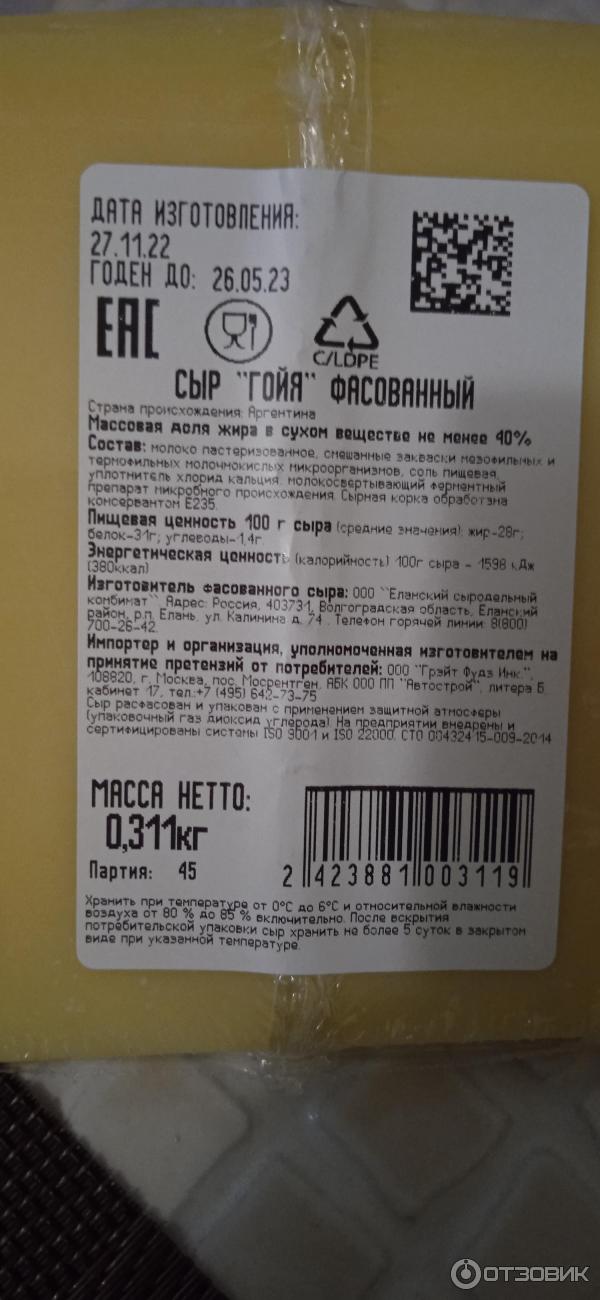 ДАТА ИЗГОТОВЛЕНИЯ:
27.11.22
ГОДЕН ДО: 26.05.23
EAC
C/LDPE
СЫР "ГОЙЯ" ФАСОВАННЫЙ
Страна происхождения: Аргентина
Массовая доля жира в сухом веществе не менее 40%
Состав: молоко пастеризованное, смешанные закваски мезофильных и
термофильных молочнокислых микроорганизмов, соль пищевая,
уплотнитель хлорид кальция, молокосвертывающий ферментный
препарат микробного происхождения. Сырная корка обработана
консервантом Е235.
Пищевая ценность 100 г сыра (средние значения): жир-28г;
белок-31г; углеводы-1,4г.
Энергетическая ценность (калорийность) 100г сыра - 1598 кДж
(380ккал)
Изготовитель фасованного сыра: ООО "Еланский сыродельный
комбинат". Адрес: Россия, 403731, Волгоградская область, Еланский
район, р.п. Елань, ул. Калинина д. 74. Телефон горячей линии: 8(800)
700-26-42.
Импортер и организация, уполномоченная изготовителем на
принятие претензий от потребителей: ООО "Грэйт Фудз Инк.",
108820, г. Москва, пос. Мосрентген, АБК ООО ПП "Автострой", литера Б,
кабинет 17, тел.:+7 (495) 642-73-75
Сыр расфасован и упакован с применением защитной атмосферы
(упаковочный газ диоксид углерода). На предприятии внедрены и
сертифицированы системы ISO 9001 и ISO 22000. СТО 00432415-009-2014
МАССА НЕТТО:
0,311кг
Партия: 45
2 423881 003119
Хранить при температуре от 0°С до 6°С и относительной влажности
воздуха от 80 % до 85 % включительно. После вскрытия
потребительской упаковки сыр хранить не более 5 суток в закрытом
виде при указанной температуре.
ОТЗОВИК